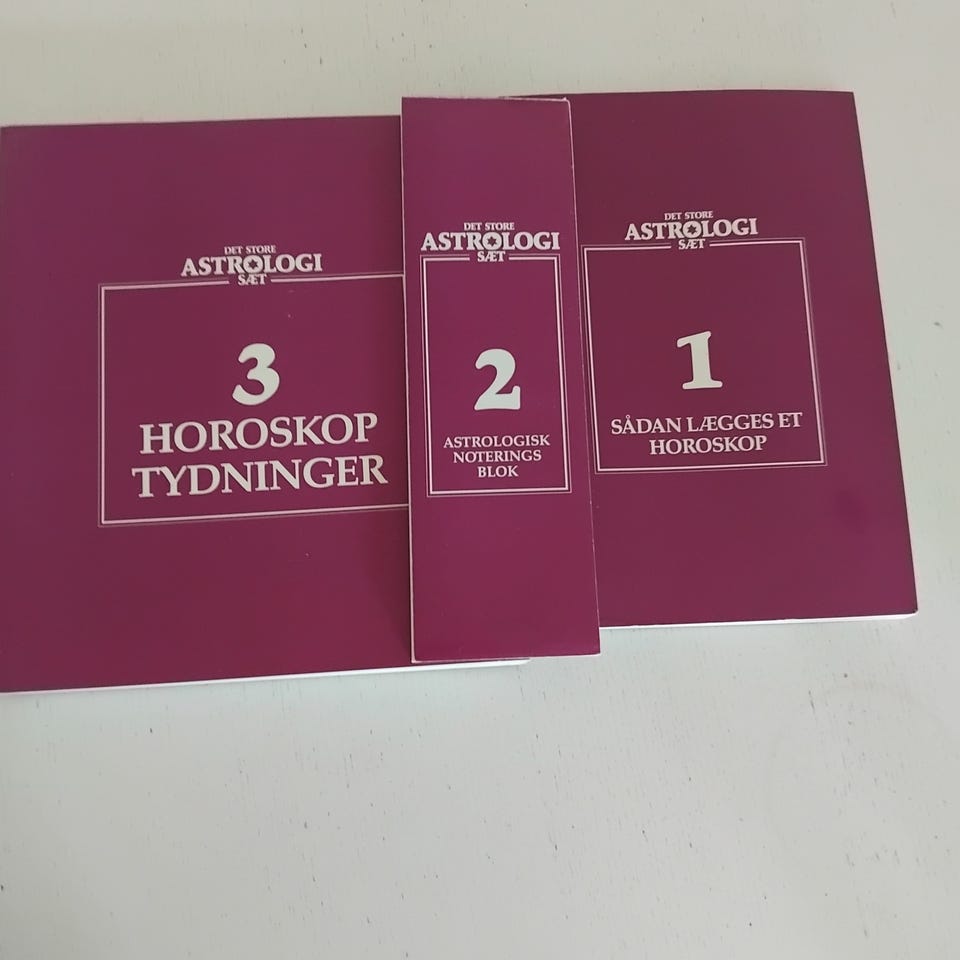 DET STORE
ASTROLOGI
SÆT
3
HOROSKOP
TYDNINGER
DET STORE
ASTROLOGI
SÆT
2
ASTROLOGISK
NOTERINGS
BLOK
DET STORE
ASTROLOGI
SÆT
1
SÅDAN LÆGGES ET
HOROSKOP